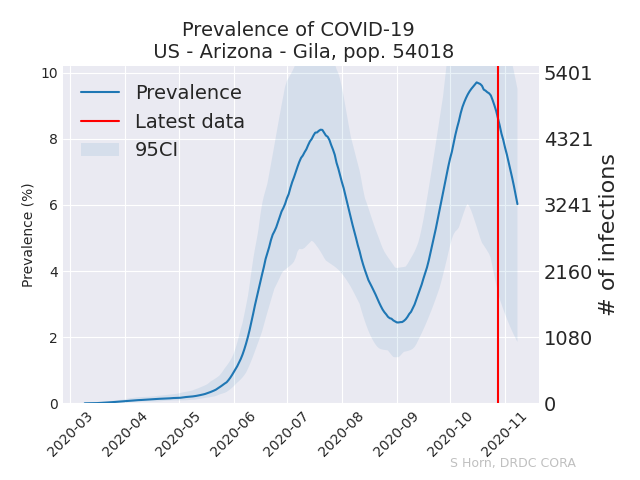 Prevalence of COVID-19
US - Arizona - Gila, pop. 54018
Prevalence
Latest data
95CI
Prevalence (%)
10
8
6
4
2
0
5401
4321
3241
2160
1080
0
# of infections
2020-03
2020-04
2020-05
2020-06
2020-07
2020-08
2020-09
2020-10
2020-11
S Horn, DRDC CORA